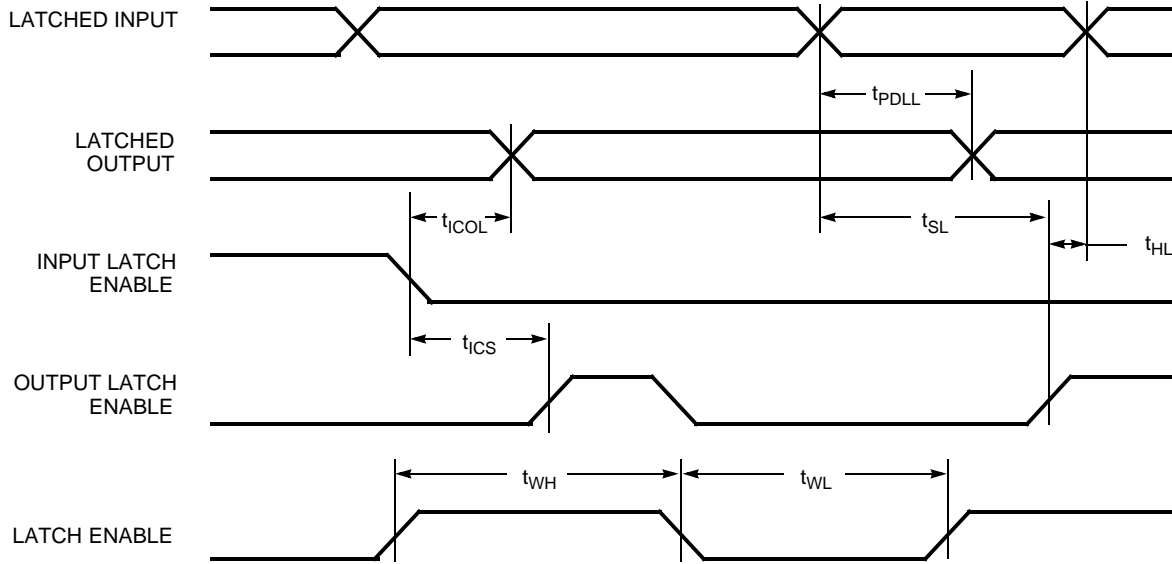 LATCHED INPUT
tPDLL
LATCHED
OUTPUT
tICOL
tSL
tHL
INPUT LATCH
ENABLE
tICS
OUTPUT LATCH
ENABLE
tWH
tWL
LATCH ENABLE